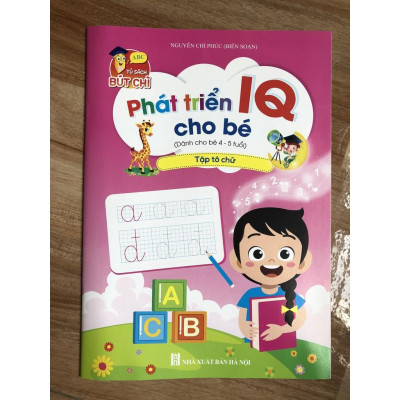 NGUYỄN CHÍ PHÚC (BIÊN SOẠN)
ABC
TỦ SÁCH
BÚT CHÌ
Phát triển IQ
cho bé
(Dành cho bé 4 - 5 tuổi)
Tập tô chữ
a a a
đ đ đ
A
C B
NHÀ XUẤT BẢN HÀ NỘI